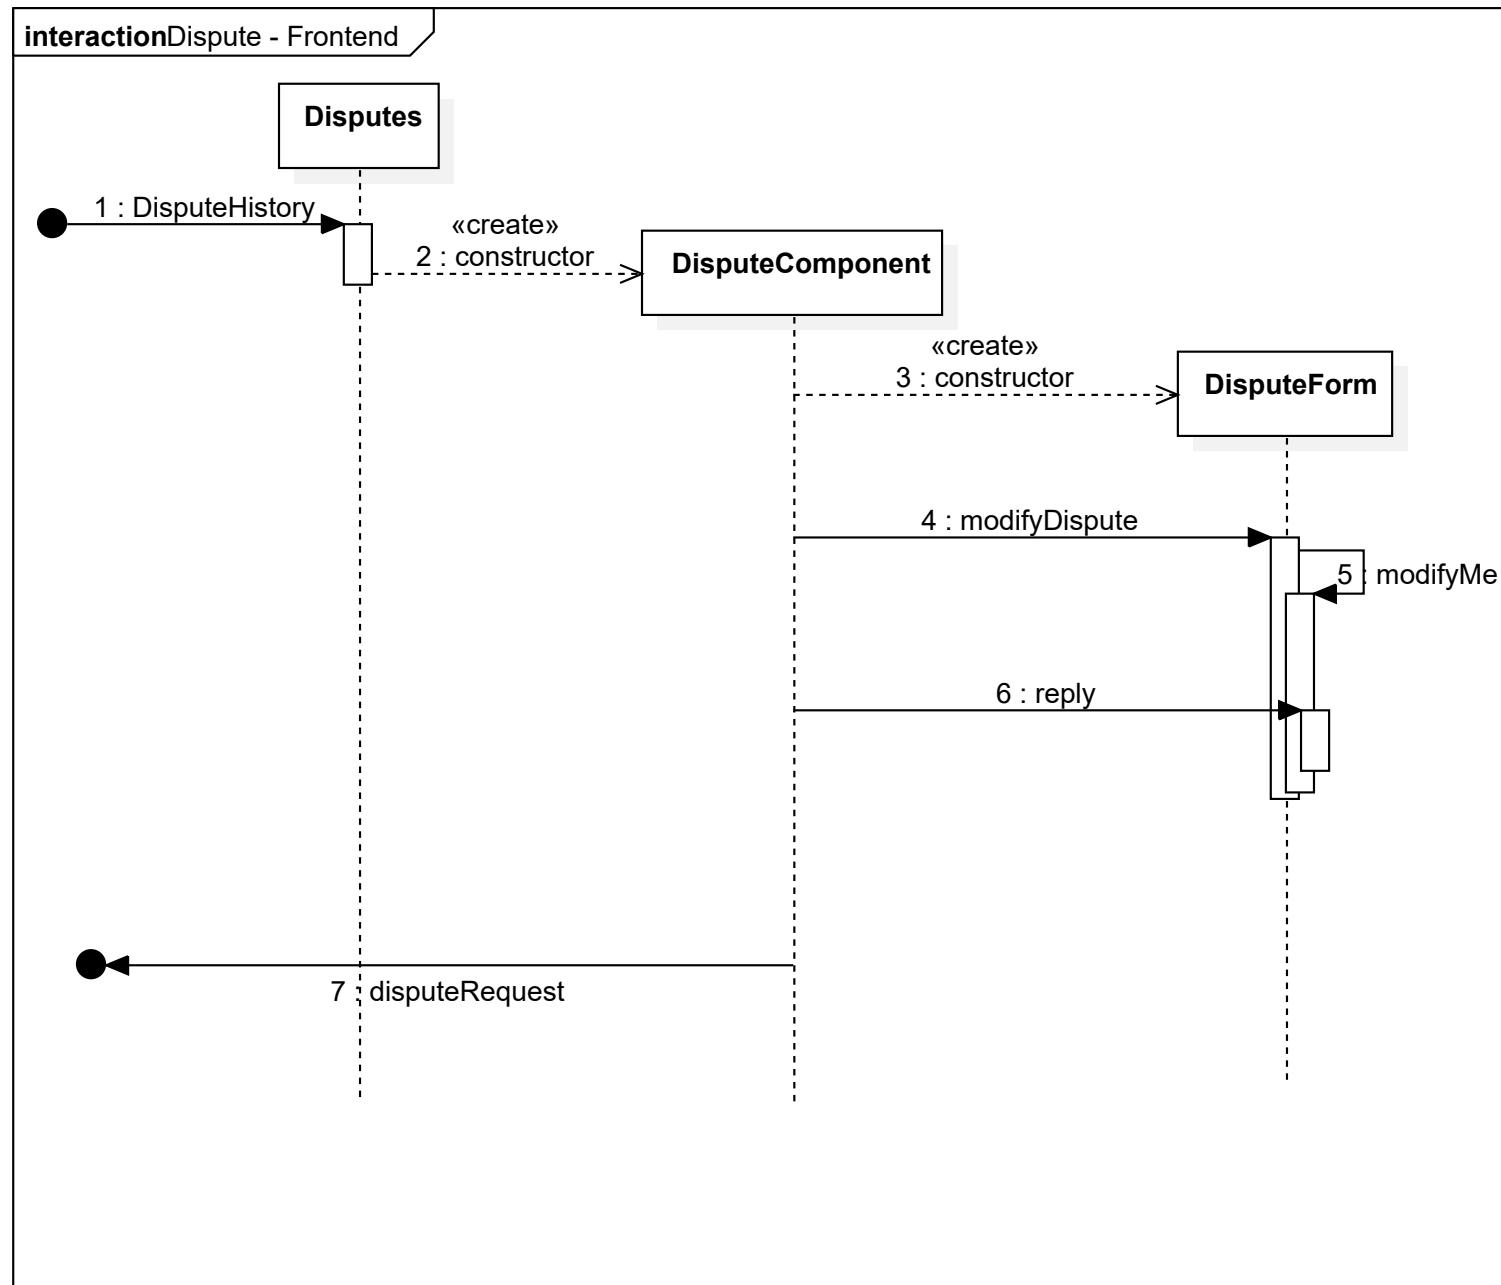 interactionDispute - Frontend
Disputes
1 : DisputeHistory
«create»
2 : constructor
DisputeComponent
«create»
3 : constructor
DisputeForm
4 : modifyDispute
5 : modifyMe
6 : reply
7 : disputeRequest